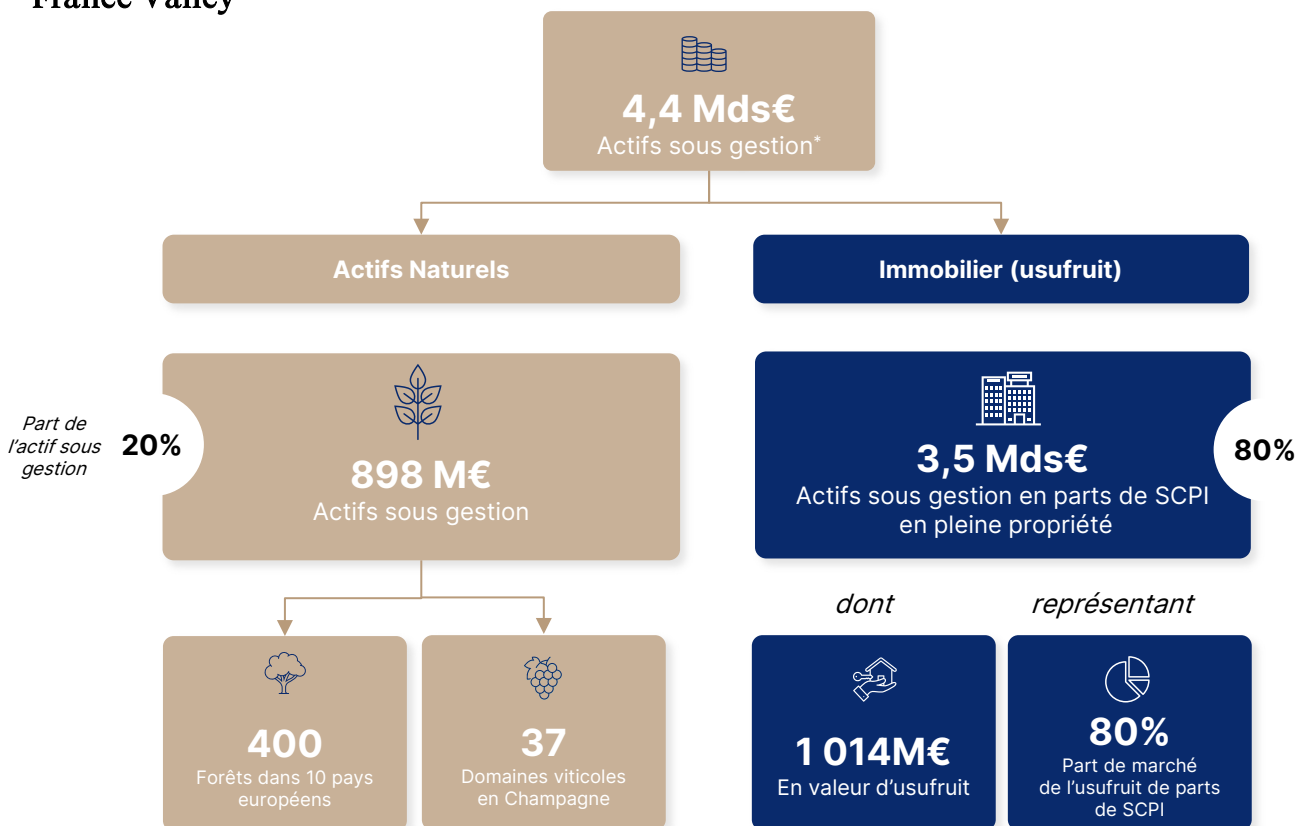 France Valley
4,4 Mds€
Actifs sous gestion*
Actifs Naturels
Immobilier (usufruit)
Part de
l'actif sous
gestion
20%
898 M€
Actifs sous gestion
3,5 Mds€
Actifs sous gestion en parts de SCPI
en pleine propriété
80%
dont
représentant
400
Forêts dans 10 pays
européens
37
Domaines viticoles
en Champagne
1 014M€
En valeur d'usufruit
80%
Part de marché
de l'usufruit de parts
de SCPI